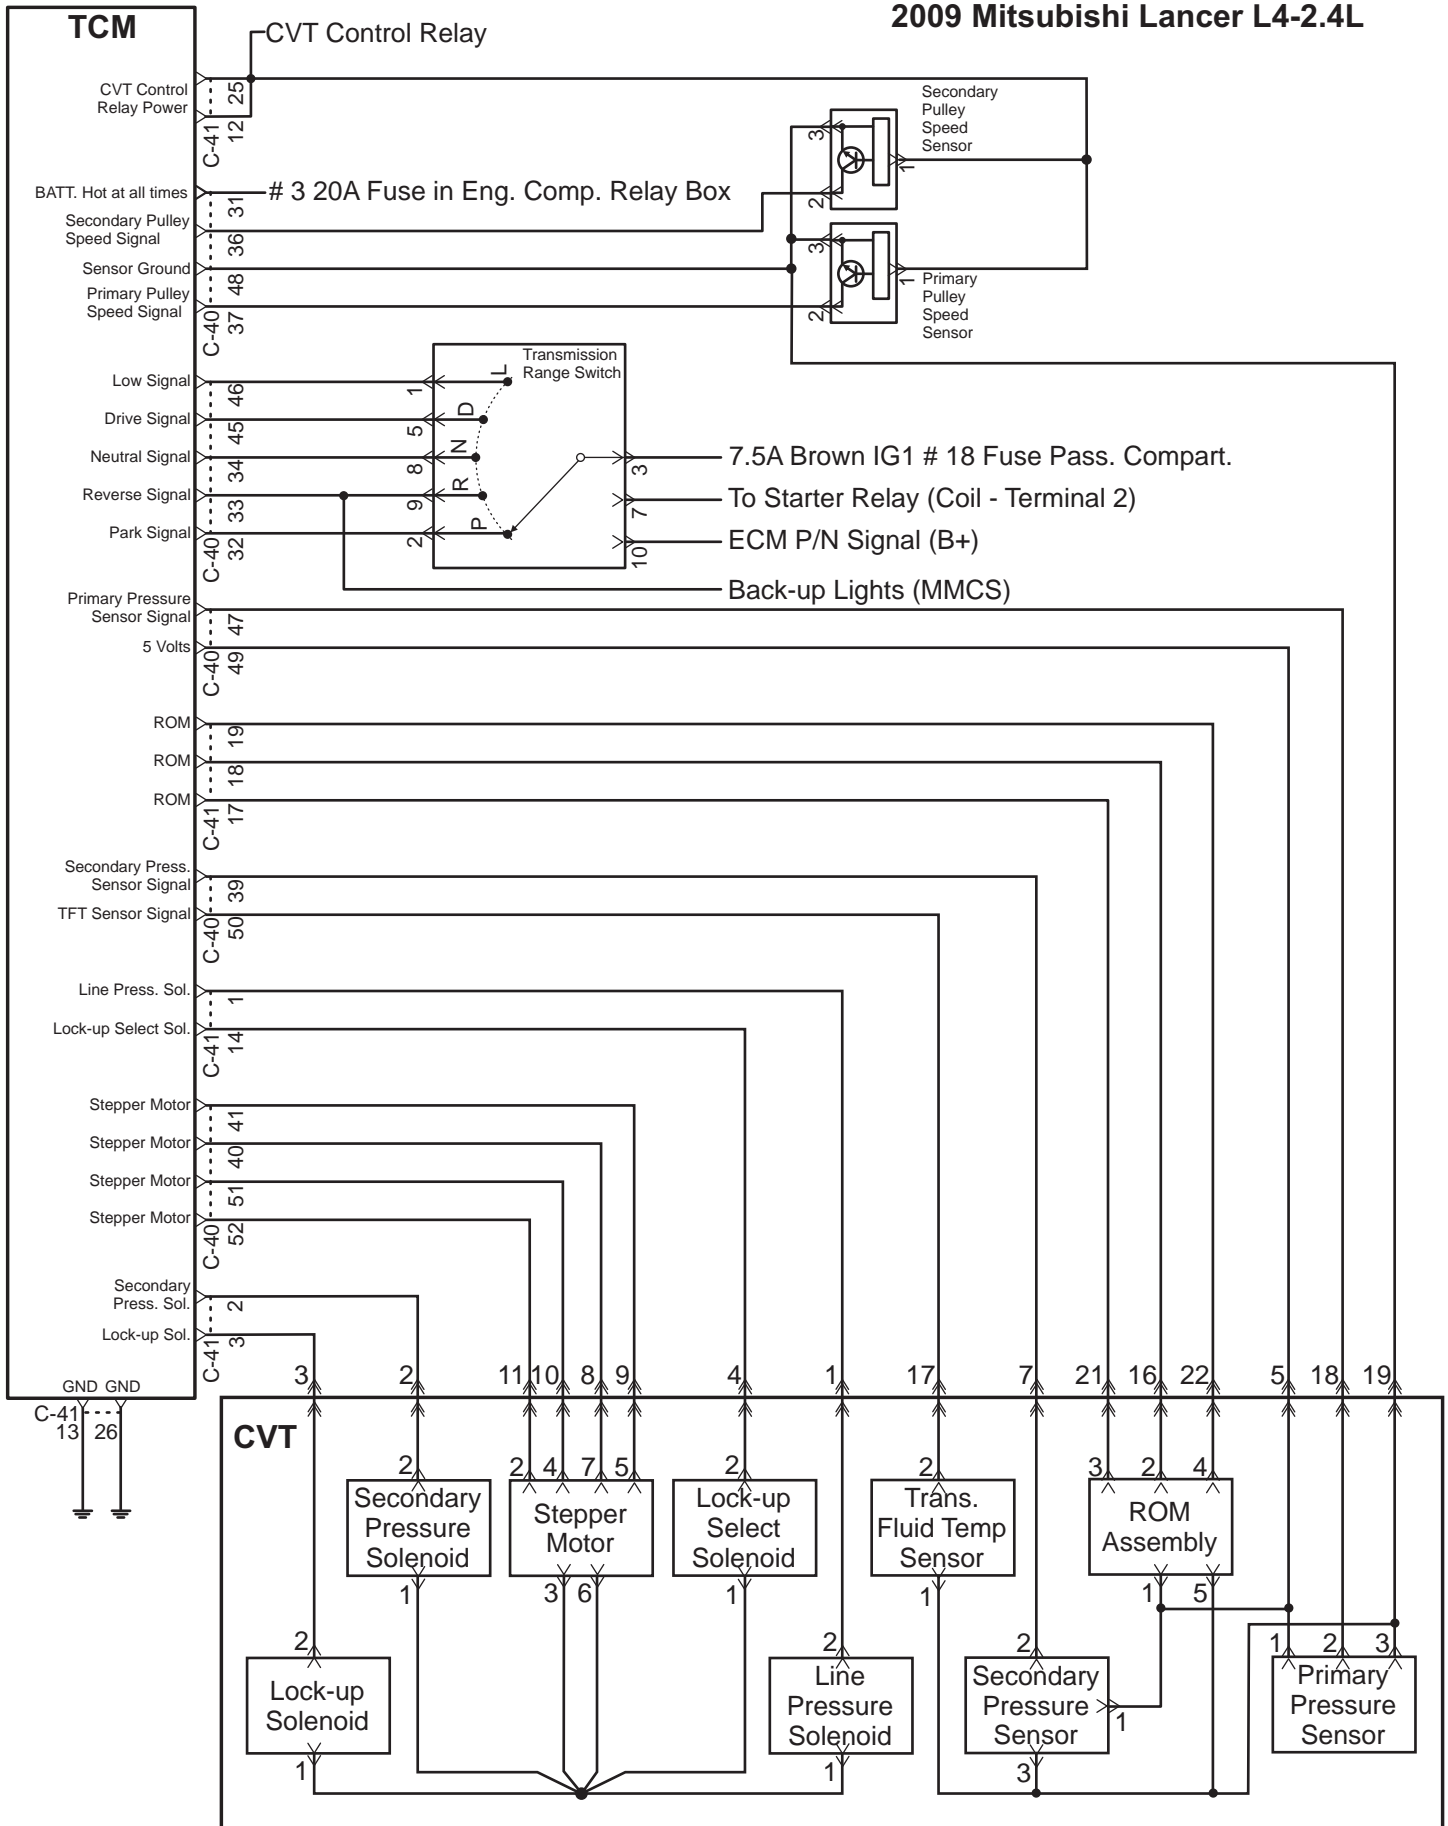 2009 Mitsubishi Lancer L4-2.4L
TCM
CVT Control Relay
CVT Control
Relay Power
25
12
C-41
Secondary
Pulley
Speed
Sensor
3
2
1
BATT. Hot at all times
31
# 3 20A Fuse in Eng. Comp. Relay Box
Secondary Pulley
Speed Signal
36
Sensor Ground
48
Primary Pulley
Speed Signal
37
C-40
3
2
1
Primary
Pulley
Speed
Sensor
Transmission
Range Switch
Low Signal
46
1
L
Drive Signal
45
5
D
Neutral Signal
34
8
N
3
7.5A Brown IG1 # 18 Fuse Pass. Compart.
Reverse Signal
33
9
R
7
To Starter Relay (Coil - Terminal 2)
Park Signal
32
C-40
2
P
10
ECM P/N Signal (B+)
Back-up Lights (MMCS)
Primary Pressure
Sensor Signal
47
5 Volts
49
C-40
ROM
19
ROM
18
ROM
17
C-41
Secondary Press.
Sensor Signal
39
TFT Sensor Signal
50
C-40
Line Press. Sol.
1
Lock-up Select Sol.
14
C-41
Stepper Motor
41
Stepper Motor
40
Stepper Motor
51
Stepper Motor
52
C-40
Secondary
Press. Sol.
2
Lock-up Sol.
3
C-41
GND GND
C-41
13 26
3 2 11 10 8 9 4 1 17 7 21 16 22 5 18 19
CVT
2
Secondary
Pressure
Solenoid
1
2 4 7 5
Stepper
Motor
3 6
2
Lock-up
Select
Solenoid
1
2
Trans.
Fluid Temp
Sensor
1
3 2 4
ROM
Assembly
1 5
2
Lock-up
Solenoid
1
2
Line
Pressure
Solenoid
1
2
Secondary
Pressure
Sensor
1
3
1 2 3
Primary
Pressure
Sensor